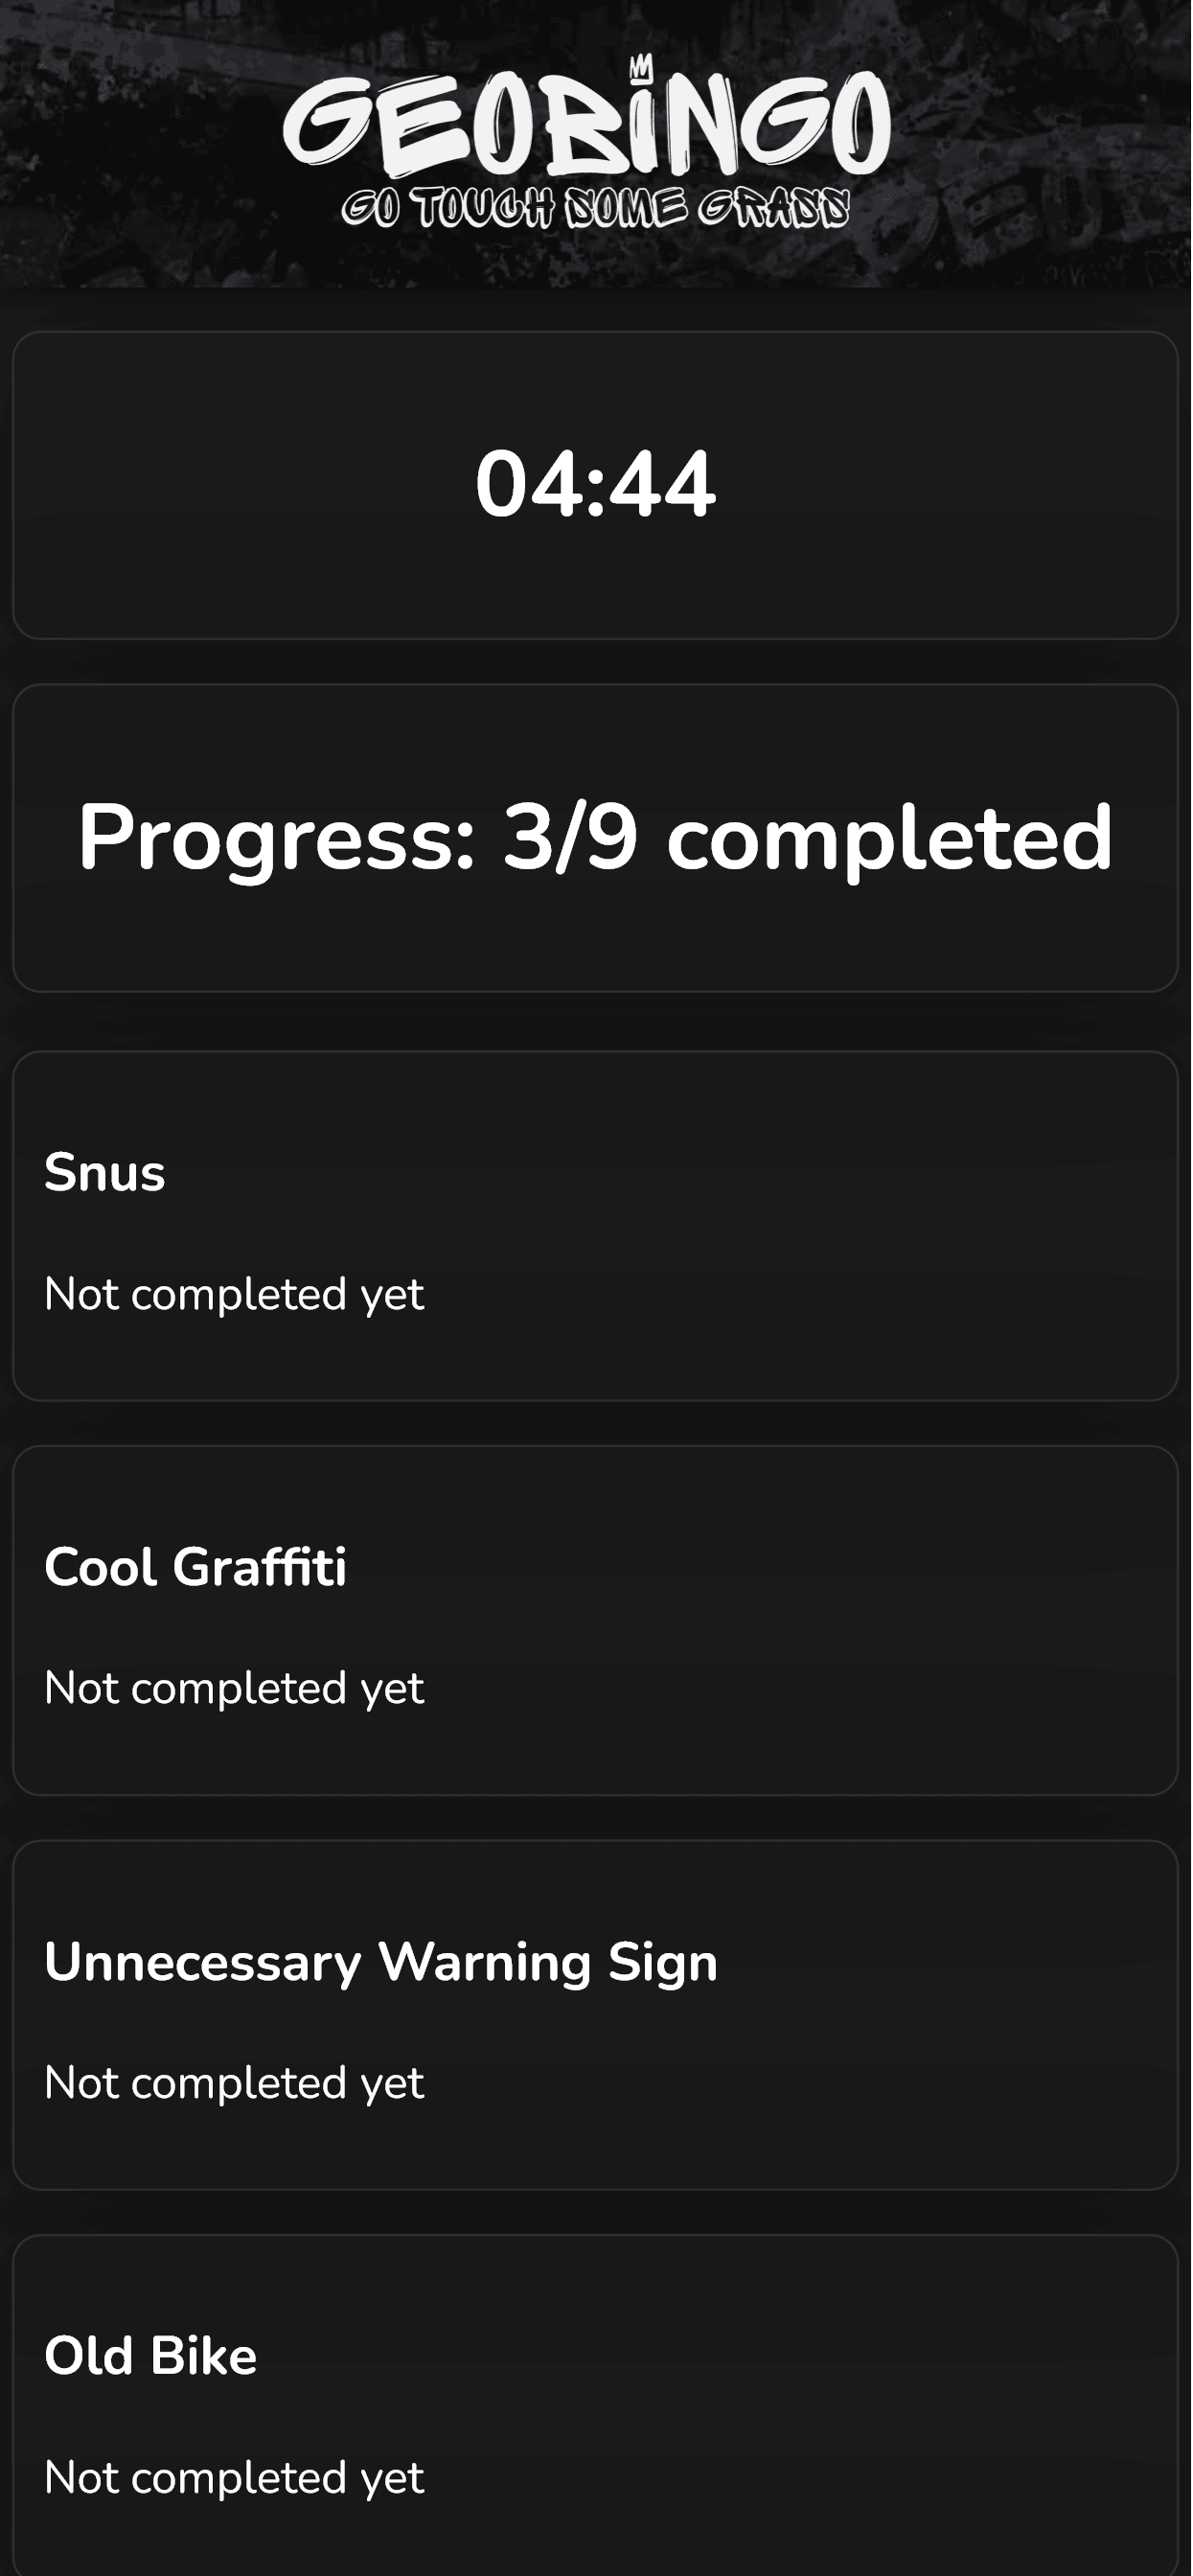 GEOBINGO
GO TOUGH SOME GRASS
04:44
Progress: 3/9 completed
Snus
Not completed yet
Cool Graffiti
Not completed yet
Unnecessary Warning Sign
Not completed yet
Old Bike
Not completed yet